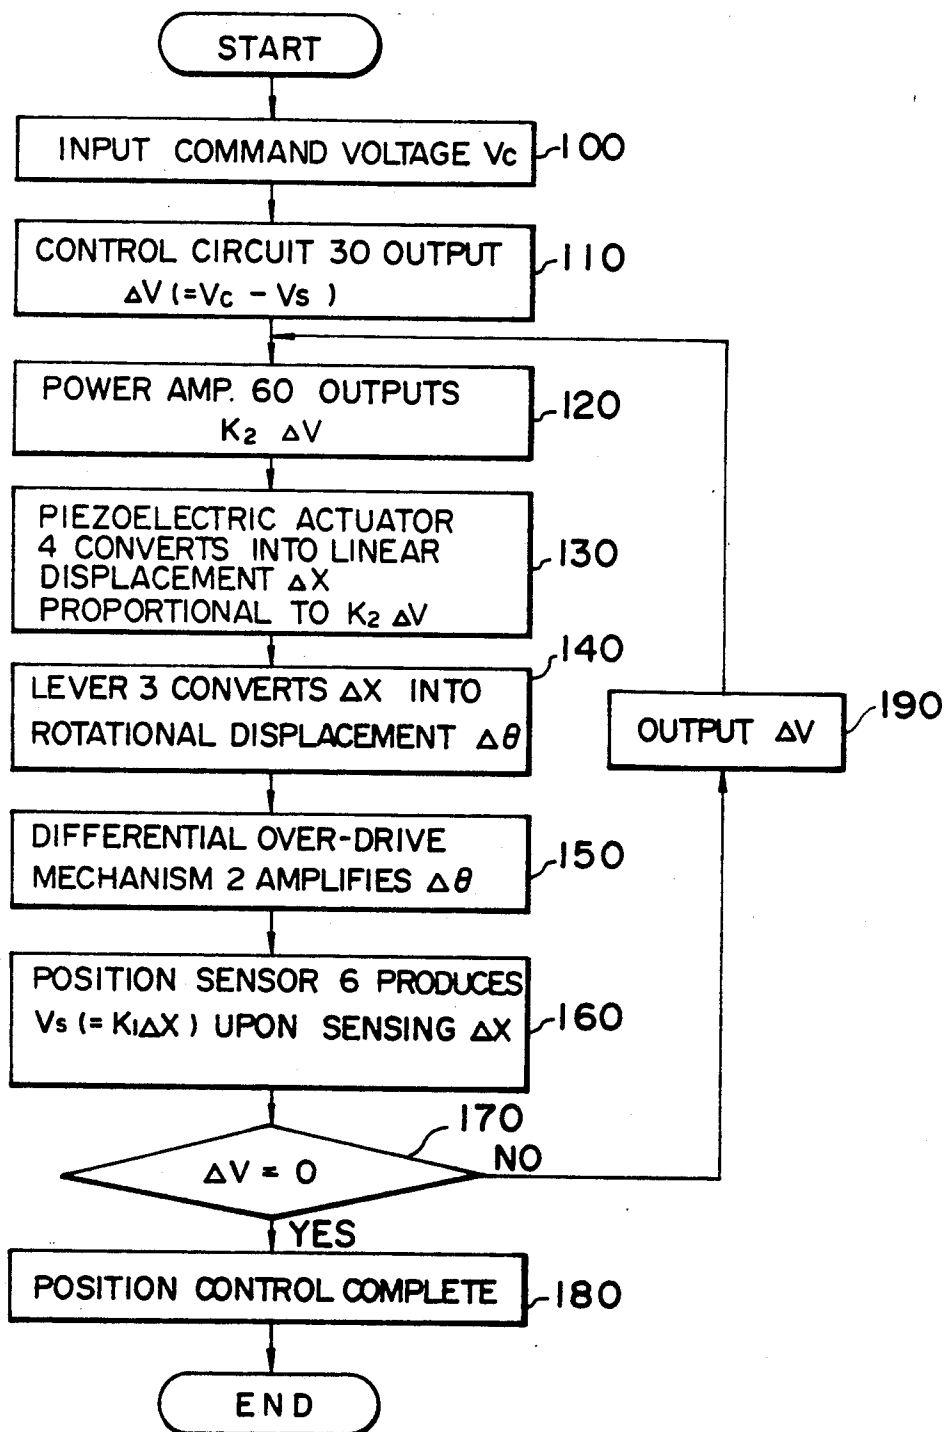 START
INPUT COMMAND VOLTAGE Vc
100
CONTROL CIRCUIT 30 OUTPUT
ΔV (=Vc - Vs )
110
POWER AMP. 60 OUTPUTS
K2 ΔV
120
PIEZOELECTRIC ACTUATOR
4 CONVERTS INTO LINEAR
DISPLACEMENT ΔX
PROPORTIONAL TO K2 ΔV
130
140
LEVER 3 CONVERTS ΔX INTO
ROTATIONAL DISPLACEMENT Δθ
OUTPUT ΔV
190
DIFFERENTIAL OVER-DRIVE
MECHANISM 2 AMPLIFIES Δθ
150
POSITION SENSOR 6 PRODUCES
Vs (= K1ΔX ) UPON SENSING ΔX
160
170
ΔV = 0
NO
YES
POSITION CONTROL COMPLETE
180
END